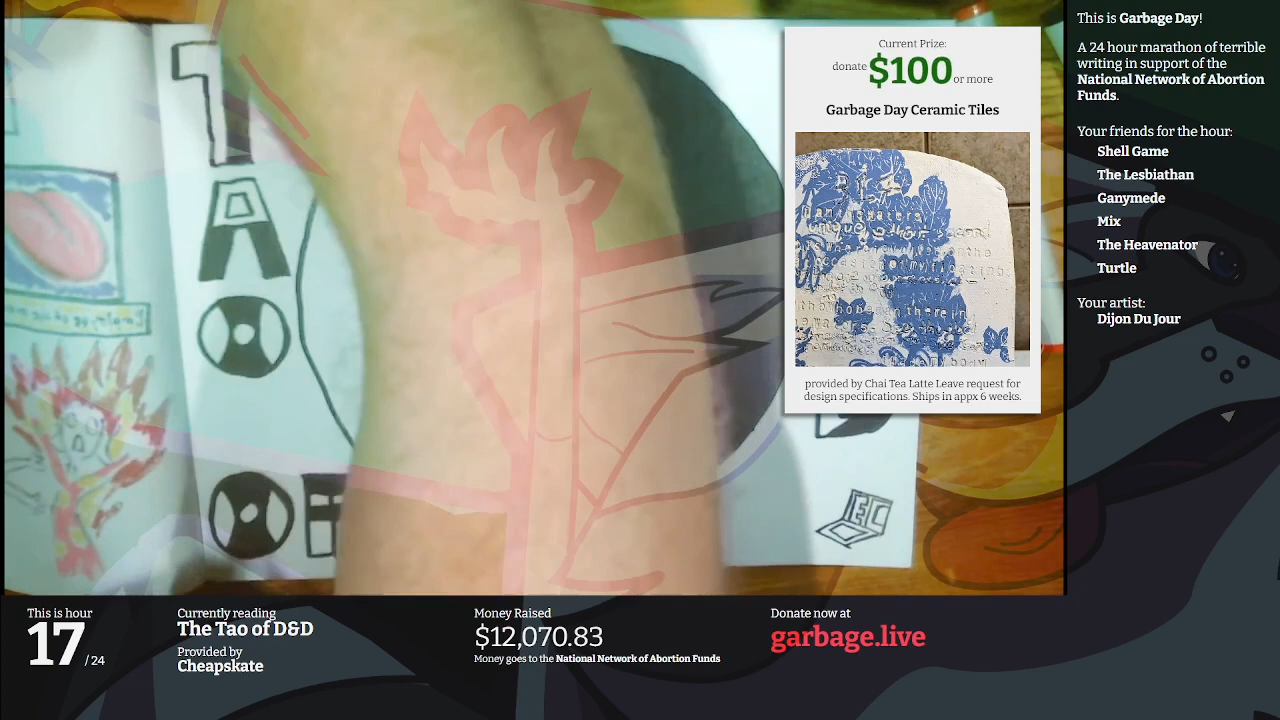 This is Garbage Day!
A 24 hour marathon of terrible
writing in support of the
National Network of Abortion
Funds.
Your friends for the hour:
Shell Game
The Lesbiathan
Ganymede
Mix
The Heavenator
Turtle
Your artist:
Dijon Du Jour
Current Prize:
donate $100 or more
Garbage Day Ceramic Tiles
provided by Chai Tea Latte Leave request for
design specifications. Ships in appx 6 weeks.
TAO
O
This is hour
17 / 24
Currently reading
The Tao of D&D
Provided by
Cheapskate
Money Raised
$12,070.83
Money goes to the National Network of Abortion Funds
Donate now at
garbage.live